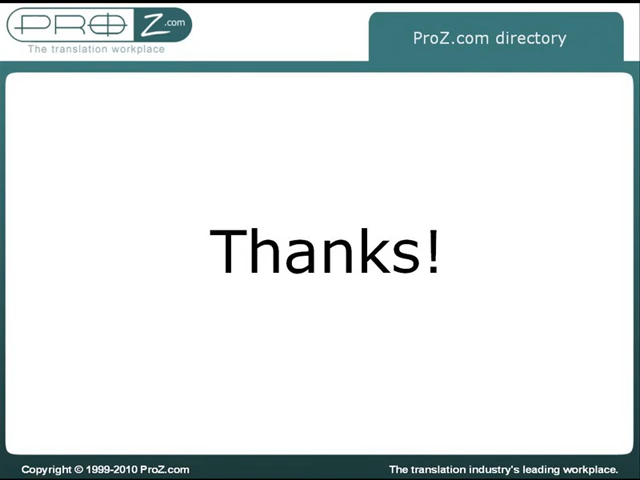 PROZ.com
The translation workplace
ProZ.com directory
Thanks!
Copyright © 1999-2010 ProZ.com
The translation industry's leading workplace.